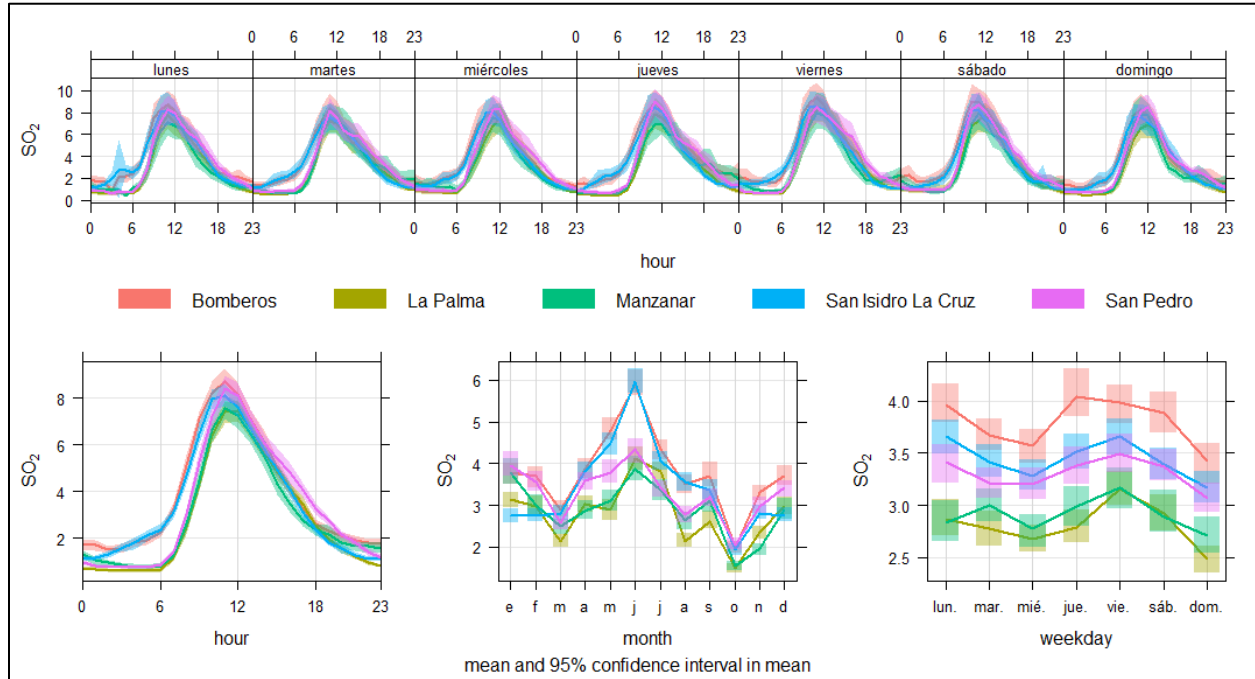 0 6 12 18 23 0 6 12 18 23 0 6 12 18 23
lunes martes miércoles jueves viernes sábado domingo
SO2
10
8
6
4
2
0
0 6 12 18 23 0 6 12 18 23 0 6 12 18 23 0 6 12 18 23
hour
Bomberos La Palma Manzanar San Isidro La Cruz San Pedro
SO2
8
6
4
2
0 6 12 18 23
hour
SO2
6
5
4
3
2
e f m a m j j a s o n d
month
SO2
4.0
3.5
3.0
2.5
lun. mar. mié. jue. vie. sáb. dom.
weekday
mean and 95% confidence interval in mean